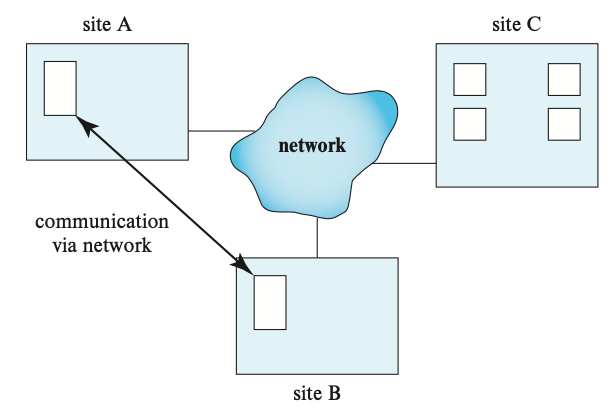 site A
site C
network
communication
via network
site B